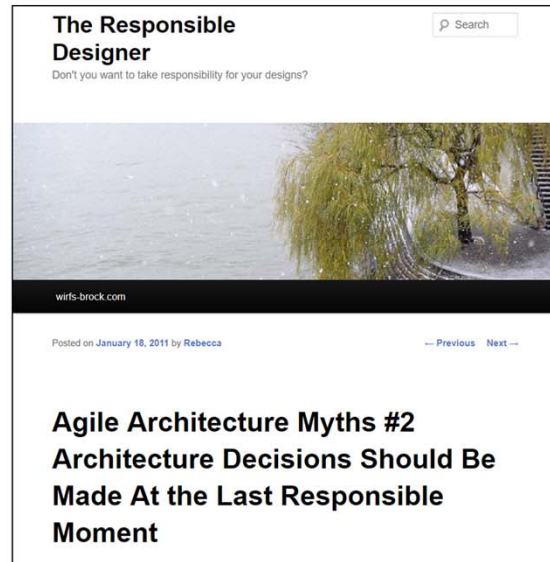 The Responsible
Designer
Search
Don't you want to take responsibility for your designs?
wirfs-brock.com
Posted on January 18, 2011 by Rebecca
← Previous Next →
Agile Architecture Myths #2
Architecture Decisions Should Be
Made At the Last Responsible
Moment